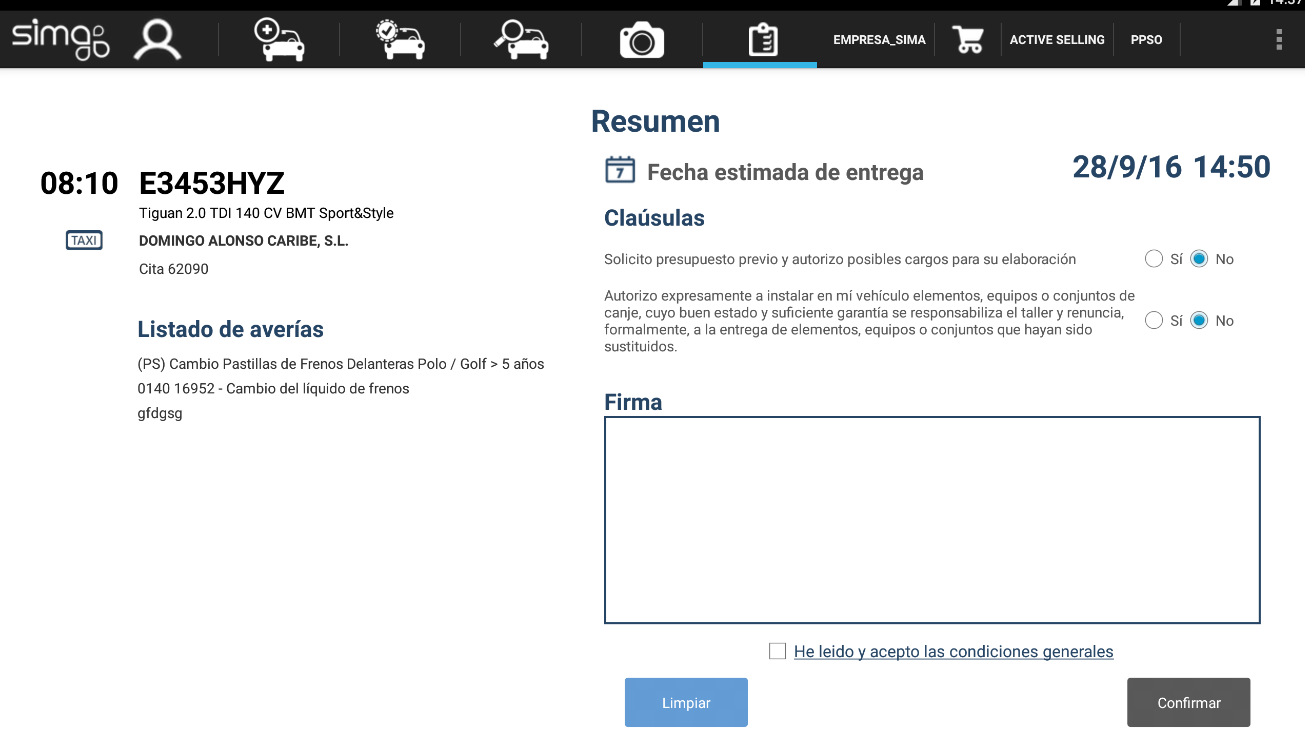 14:57
sima
EMPRESA_SIMA
ACTIVE SELLING
PPSO
Resumen
08:10 E3453HYZ
Tiguan 2.0 TDI 140 CV BMT Sport&Style
TAXI
DOMINGO ALONSO CARIBE, S.L.
Cita 62090
Listado de averías
(PS) Cambio Pastillas de Frenos Delanteras Polo / Golf > 5 años
0140 16952 - Cambio del líquido de frenos
gfdgsg
7 Fecha estimada de entrega 28/9/16 14:50
Claúsulas
Solicito presupuesto previo y autorizo posibles cargos para su elaboración Sí No
Autorizo expresamente a instalar en mí vehículo elementos, equipos o conjuntos de
canje, cuyo buen estado y suficiente garantía se responsabiliza el taller y renuncia,
formalmente, a la entrega de elementos, equipos o conjuntos que hayan sido
sustituidos.
Sí No
Firma
He leido y acepto las condiciones generales
Limpiar Confirmar